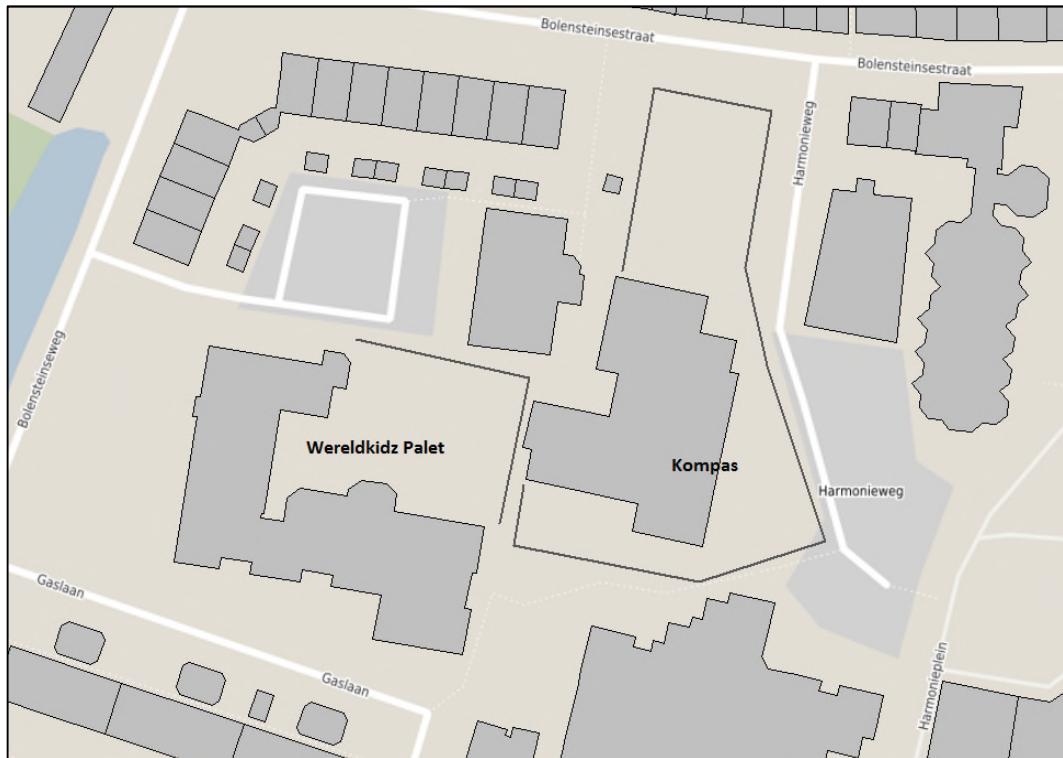 Bolensteinsestraat
Bolensteinsestraat
Harmonieweg
Bolensteinseweg
Wereldkidz Palet
Kompas
Harmonieweg
Gaslaan
Gaslaan
Harmonieplein